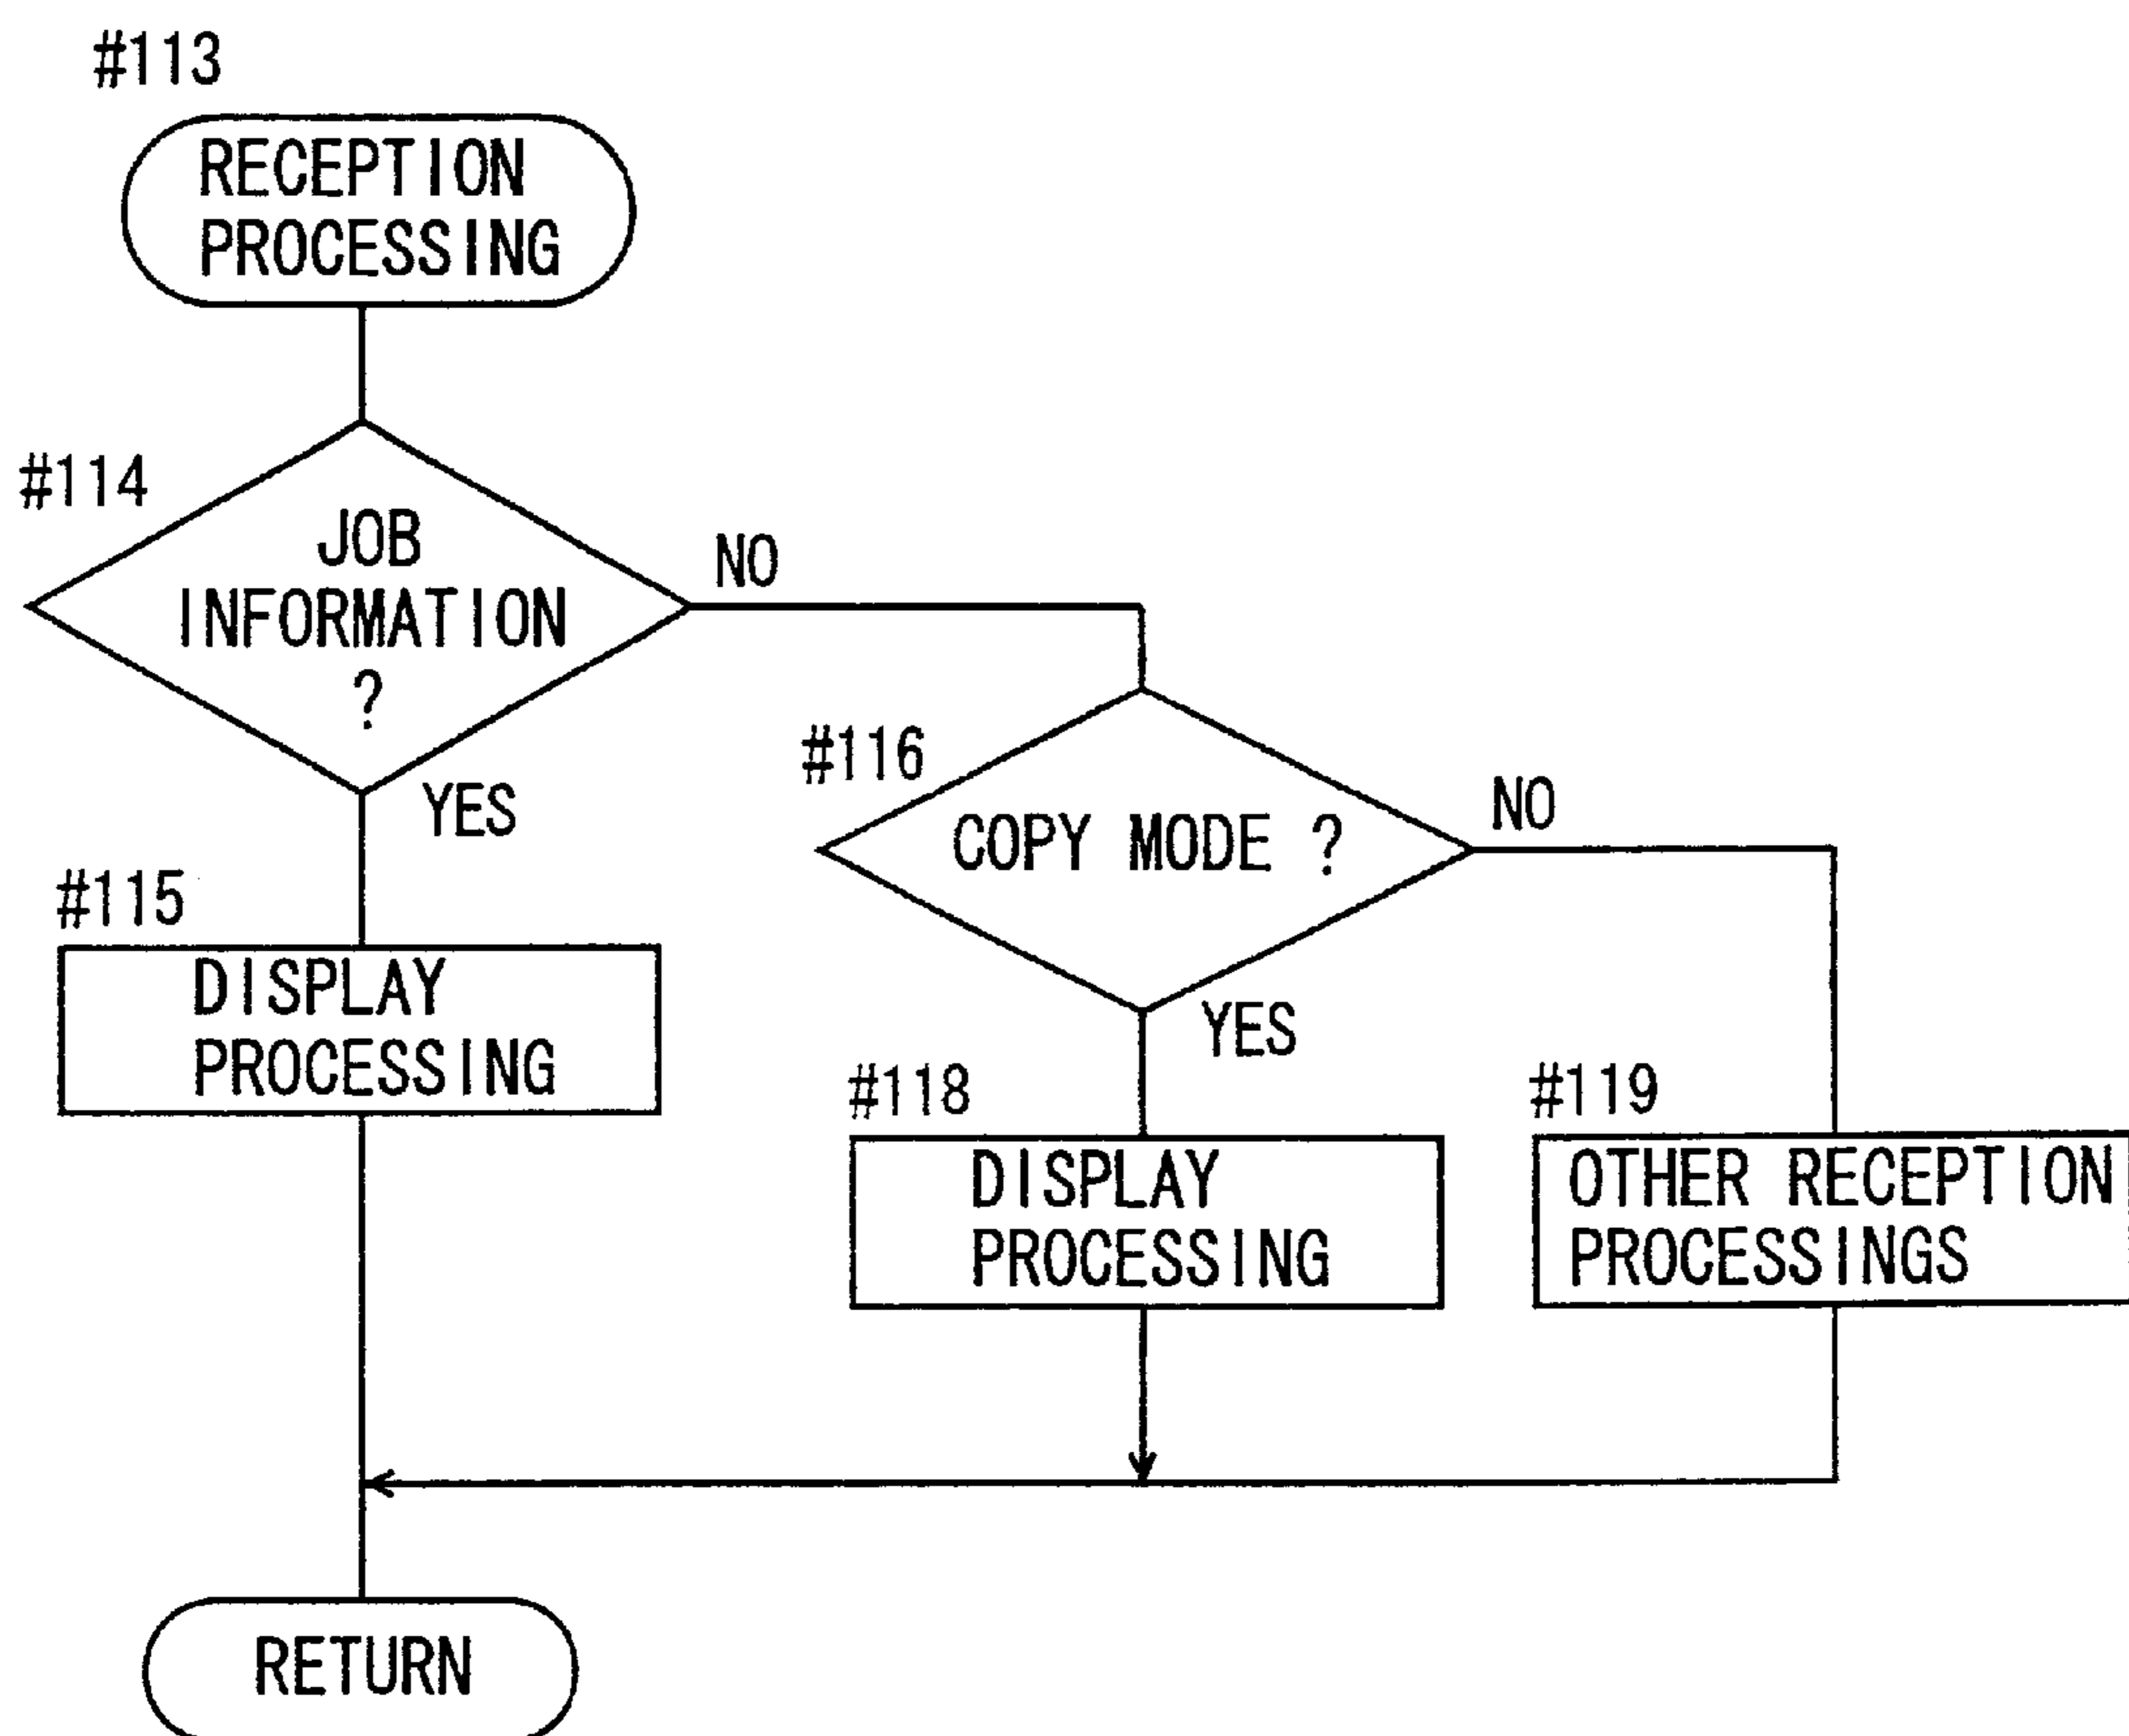 #113
RECEPTION
PROCESSING
#114
JOB
INFORMATION
?
NO
YES
#115
DISPLAY
PROCESSING
#116
COPY MODE ?
NO
YES
#118
DISPLAY
PROCESSING
#119
OTHER RECEPTION
PROCESSINGS
RETURN